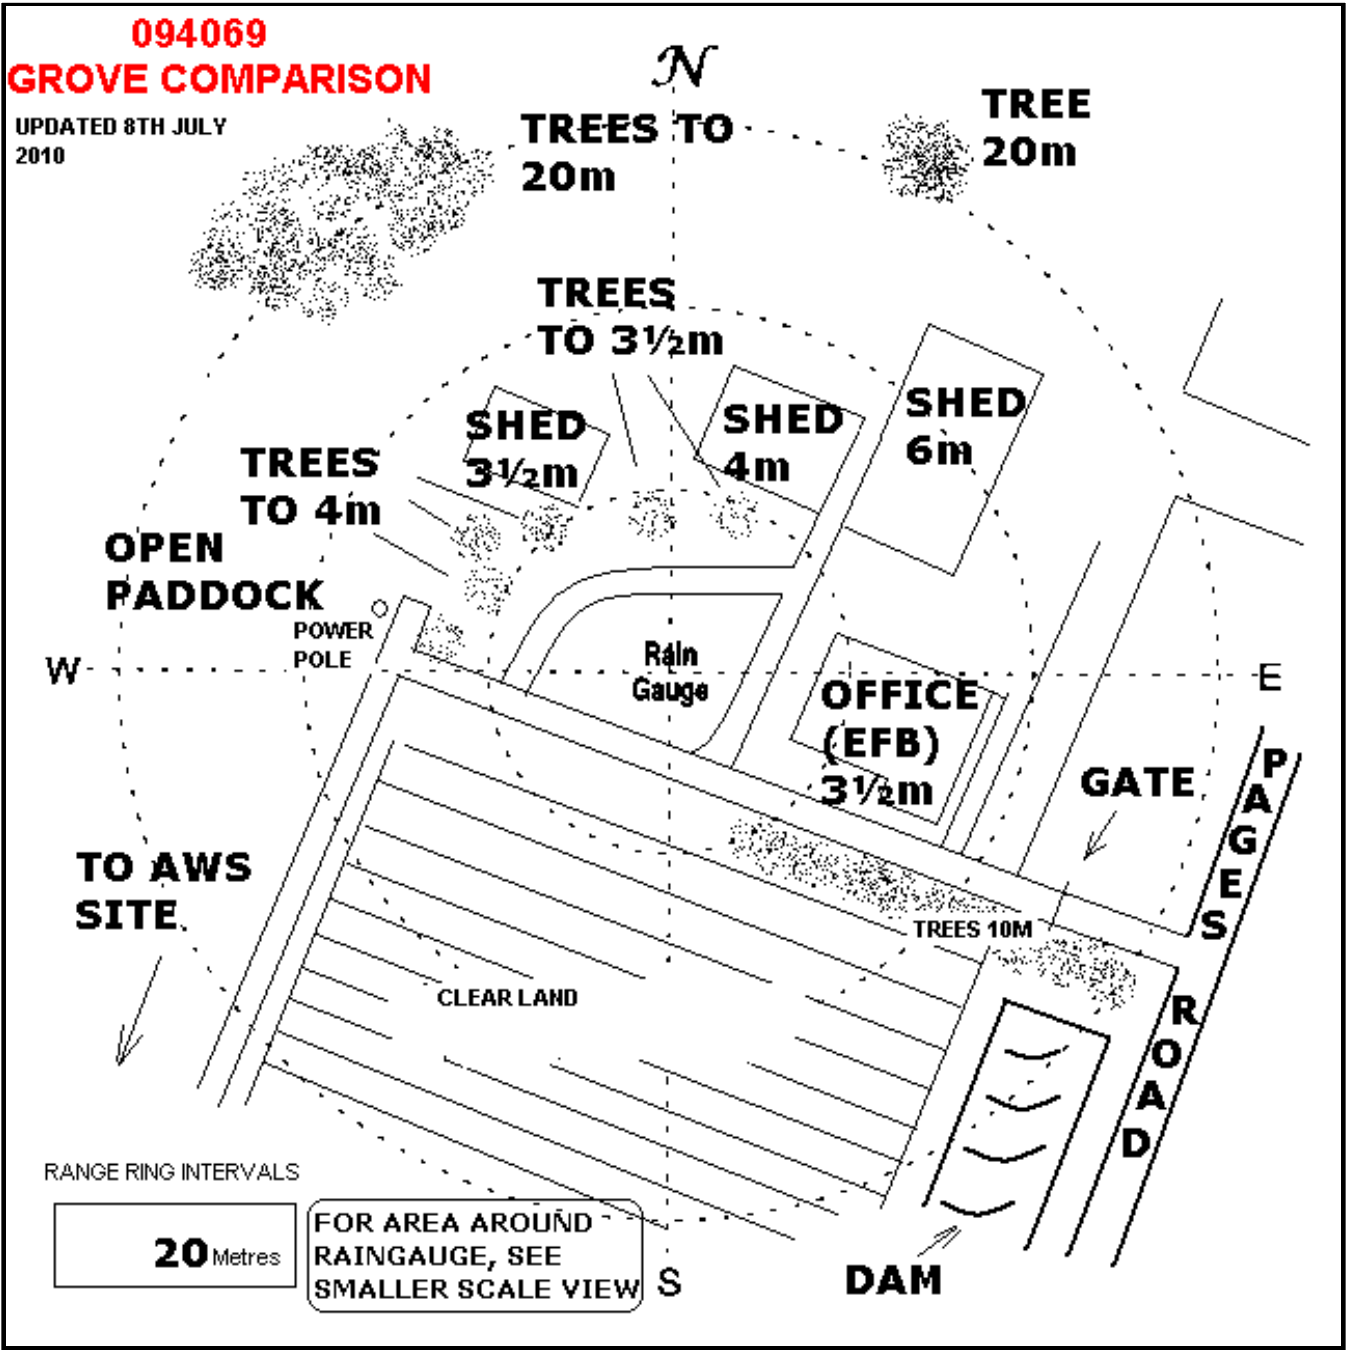 094069
GROVE COMPARISON
UPDATED 8TH JULY
2010
N
TREES TO
20m
TREE
20m
TREES
TO 3½m
SHED
3½m
SHED
4m
SHED
6m
TREES
TO 4m
OPEN
PADDOCK
POWER
POLE
W
Rain
Gauge
E
OFFICE
(EFB)
3½m
GATE
PAGES
ROAD
TO AWS
SITE
TREES 10M
CLEAR LAND
RANGE RING INTERVALS
20 Metres
FOR AREA AROUND
RAINGAUGE, SEE
SMALLER SCALE VIEW
S
DAM